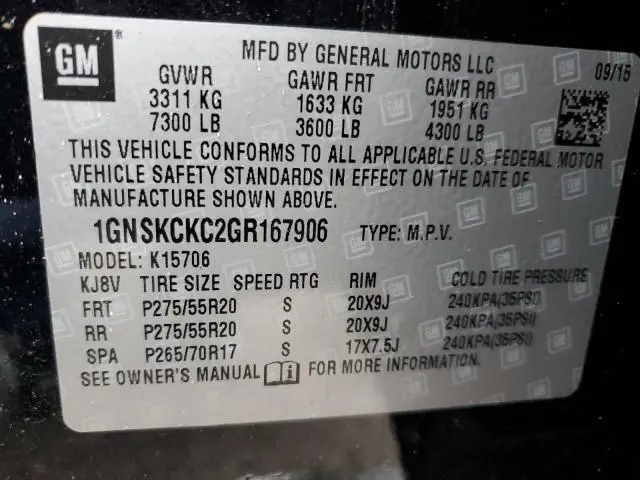 GM ®
MFD BY GENERAL MOTORS LLC 09/15
GVWR GAWR FRT GAWR RR
3311 KG 1633 KG 1951 KG
7300 LB 3600 LB 4300 LB
THIS VEHICLE CONFORMS TO ALL APPLICABLE U.S. FEDERAL MOTOR
VEHICLE SAFETY STANDARDS IN EFFECT ON THE DATE OF
MANUFACTURE SHOWN ABOVE.
1GNSKCKC2GR167906 TYPE: M.P.V.
MODEL: K15706
KJ8V TIRE SIZE SPEED RTG RIM COLD TIRE PRESSURE
FRT P275/55R20 S 20X9J 240KPA(35PSI)
RR P275/55R20 S 20X9J 240KPA(35PSI)
SPA P265/70R17 S 17X7.5J 240KPA(35PSI)
SEE OWNER'S MANUAL i FOR MORE INFORMATION.